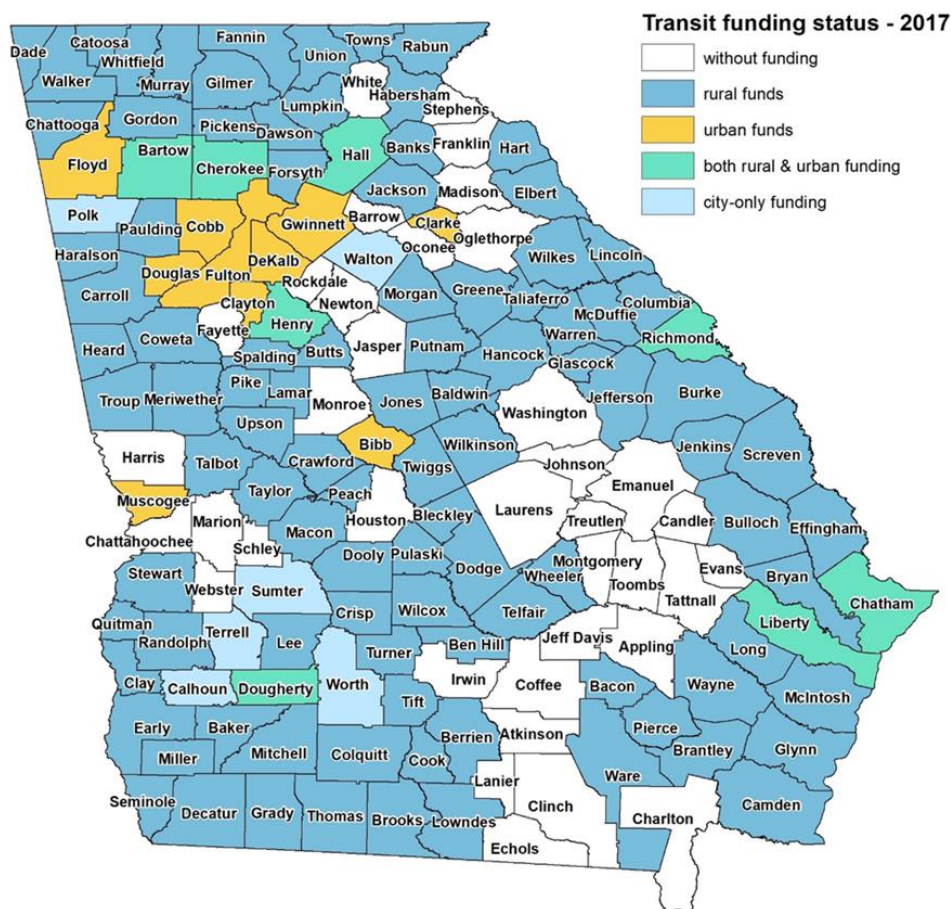 Transit funding status - 2017
without funding
rural funds
urban funds
both rural & urban funding
city-only funding
Dade
Catoosa
Whitfield
Walker
Murray
Fannin
Gilmer
Union
Towns
Rabun
White
Habersham
Stephens
Lumpkin
Chattooga
Gordon
Pickens
Dawson
Floyd
Bartow
Cherokee
Forsyth
Hall
Banks
Franklin
Hart
Jackson
Madison
Elbert
Polk
Paulding
Cobb
Gwinnett
Barrow
Clarke
Oconee
Oglethorpe
Wilkes
Lincoln
Haralson
Douglas
Fulton
DeKalb
Walton
Rockdale
Newton
Morgan
Greene
Taliaferro
McDuffie
Columbia
Carroll
Clayton
Fayette
Henry
Richmond
Warren
Heard
Coweta
Spalding
Butts
Jasper
Putnam
Hancock
Glascock
Jefferson
Burke
Troup
Meriwether
Pike
Lamar
Monroe
Jones
Baldwin
Washington
Upson
Bibb
Wilkinson
Jenkins
Screven
Harris
Talbot
Crawford
Twiggs
Johnson
Emanuel
Muscogee
Taylor
Peach
Laurens
Chattahoochee
Marion
Macon
Houston
Bleckley
Treutlen
Candler
Bulloch
Effingham
Schley
Dooly
Pulaski
Dodge
Montgomery
Wheeler
Toombs
Evans
Tattnall
Bryan
Stewart
Webster
Sumter
Crisp
Wilcox
Telfair
Chatham
Liberty
Quitman
Randolph
Terrell
Lee
Turner
Ben Hill
Jeff Davis
Appling
Long
Clay
Calhoun
Dougherty
Worth
Tift
Irwin
Coffee
Bacon
Wayne
McIntosh
Early
Baker
Miller
Mitchell
Colquitt
Cook
Berrien
Atkinson
Pierce
Brantley
Glynn
Ware
Lanier
Clinch
Charlton
Camden
Seminole
Decatur
Grady
Thomas
Brooks
Lowndes
Echols